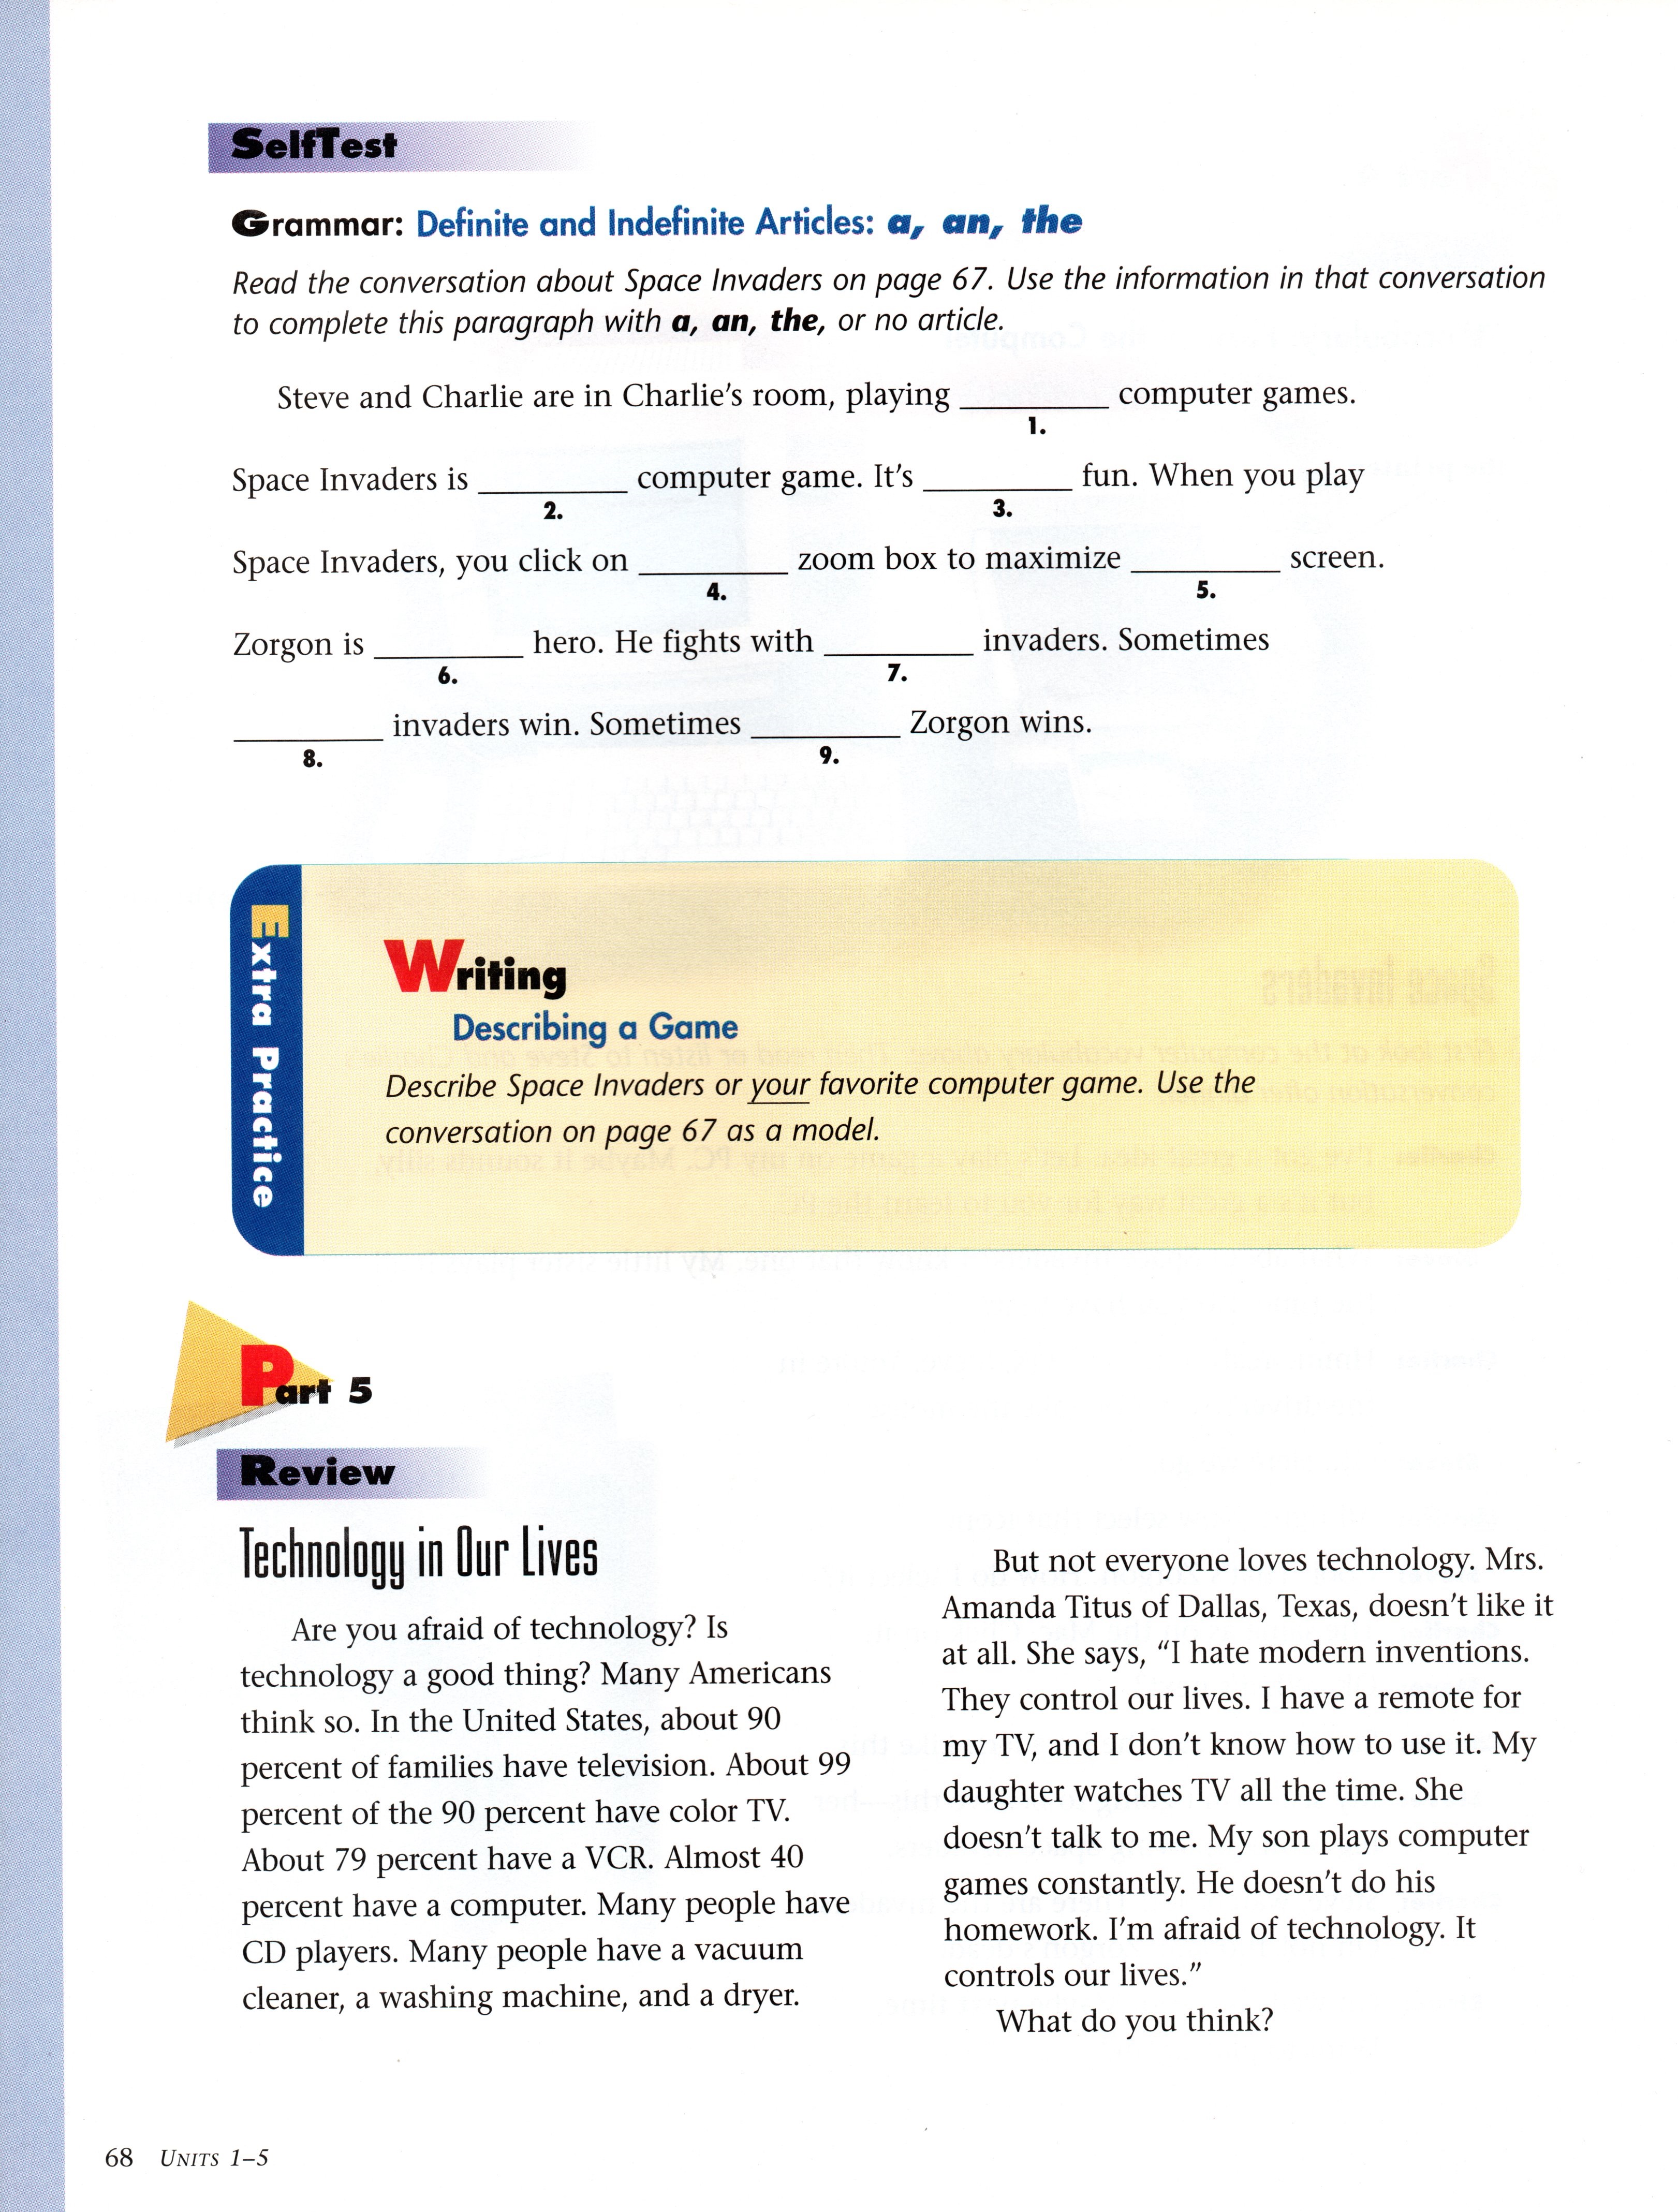 SelfTest
Grammar: Definite and Indefinite Articles: a, an, the
Read the conversation about Space Invaders on page 67. Use the information in that conversation
to complete this paragraph with a, an, the, or no article.
Steve and Charlie are in Charlie's room, playing __________ computer games.
1.
Space Invaders is __________ computer game. It's __________ fun. When you play
2. 3.
Space Invaders, you click on __________ zoom box to maximize __________ screen.
4. 5.
Zorgon is __________ hero. He fights with __________ invaders. Sometimes
6. 7.
__________ invaders win. Sometimes __________ Zorgon wins.
8. 9.
Extra Practice
Writing
Describing a Game
Describe Space Invaders or your favorite computer game. Use the
conversation on page 67 as a model.
Part 5
Review
Technology in Our Lives
Are you afraid of technology? Is
technology a good thing? Many Americans
think so. In the United States, about 90
percent of families have television. About 99
percent of the 90 percent have color TV.
About 79 percent have a VCR. Almost 40
percent have a computer. Many people have
CD players. Many people have a vacuum
cleaner, a washing machine, and a dryer.
But not everyone loves technology. Mrs.
Amanda Titus of Dallas, Texas, doesn't like it
at all. She says, “I hate modern inventions.
They control our lives. I have a remote for
my TV, and I don't know how to use it. My
daughter watches TV all the time. She
doesn't talk to me. My son plays computer
games constantly. He doesn't do his
homework. I'm afraid of technology. It
controls our lives.”
What do you think?
68 UNITS 1–5